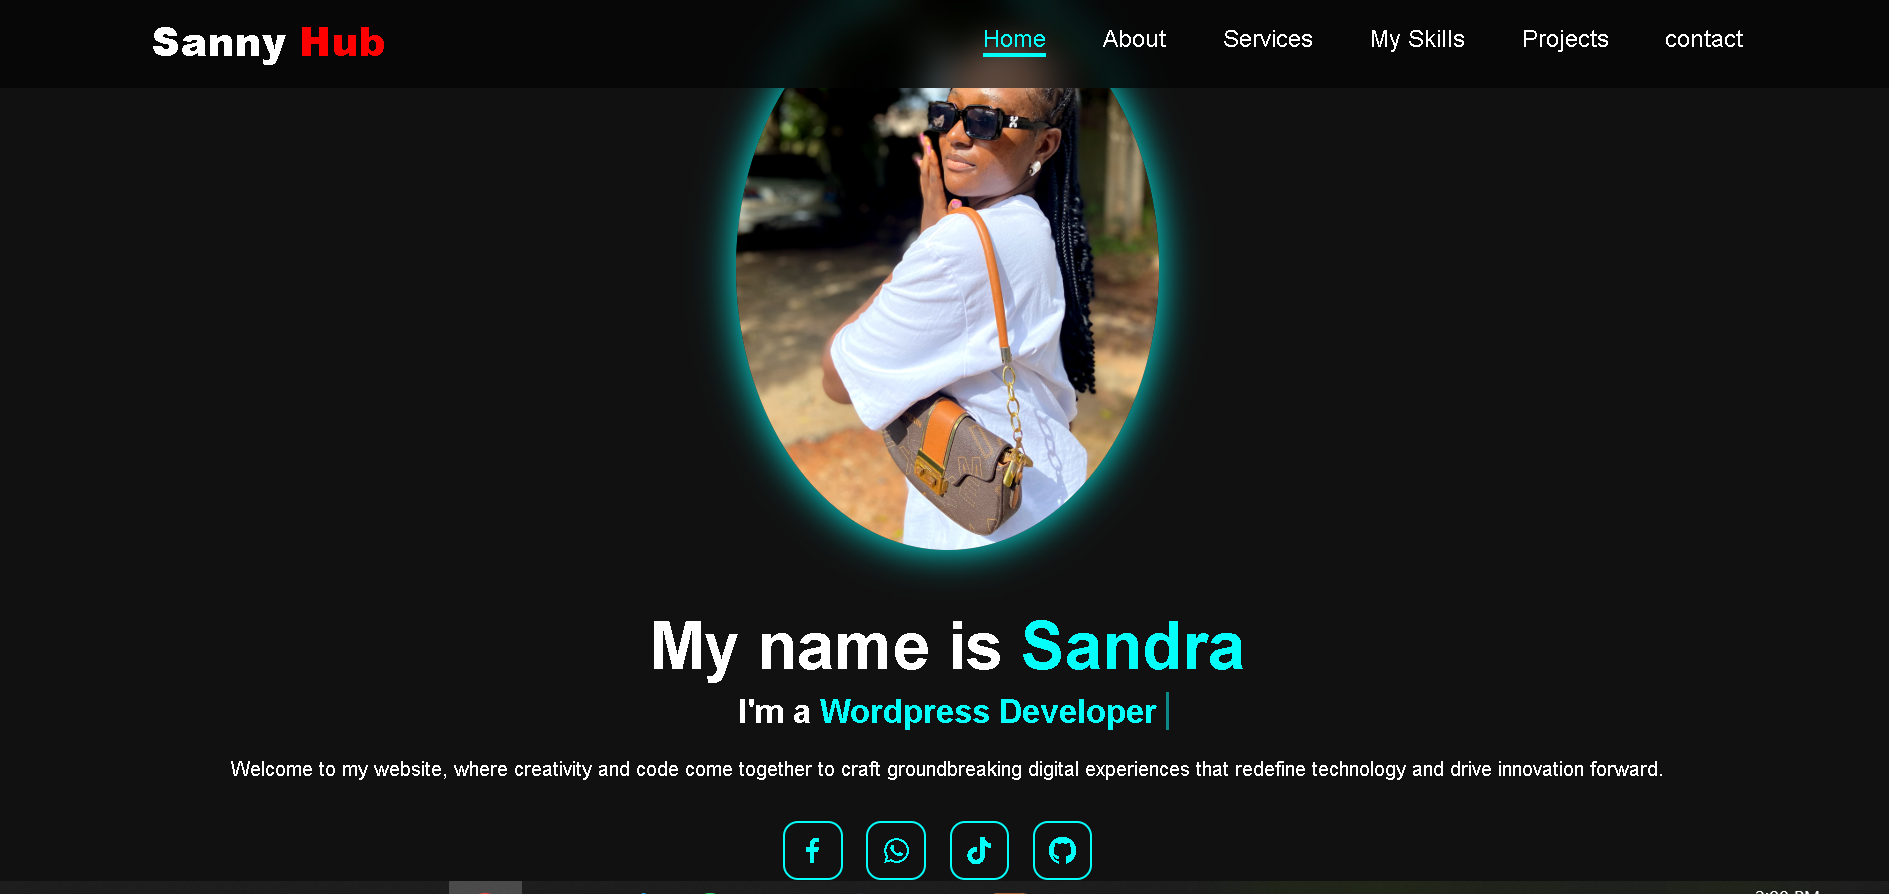 Sanny Hub
Home About Services My Skills Projects contact
My name is Sandra
I'm a Wordpress Developer
Welcome to my website, where creativity and code come together to craft groundbreaking digital experiences that redefine technology and drive innovation forward.